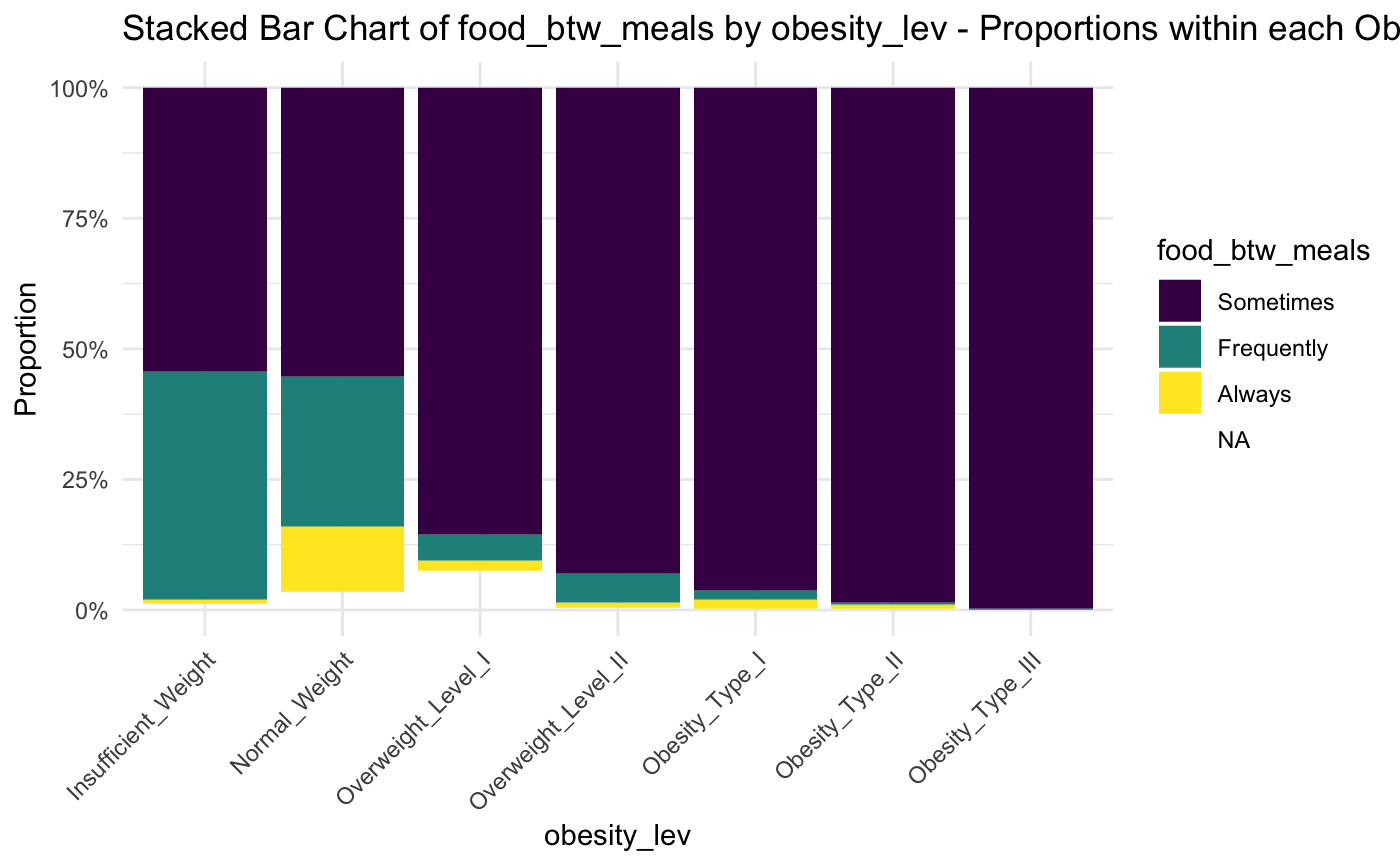 Stacked Bar Chart of food_btw_meals by obesity_lev - Proportions within each Ob
100%
75%
50%
25%
0%
Proportion
Insufficient_Weight
Normal_Weight
Overweight_Level_I
Overweight_Level_II
Obesity_Type_I
Obesity_Type_II
Obesity_Type_III
obesity_lev
food_btw_meals
Sometimes
Frequently
Always
NA